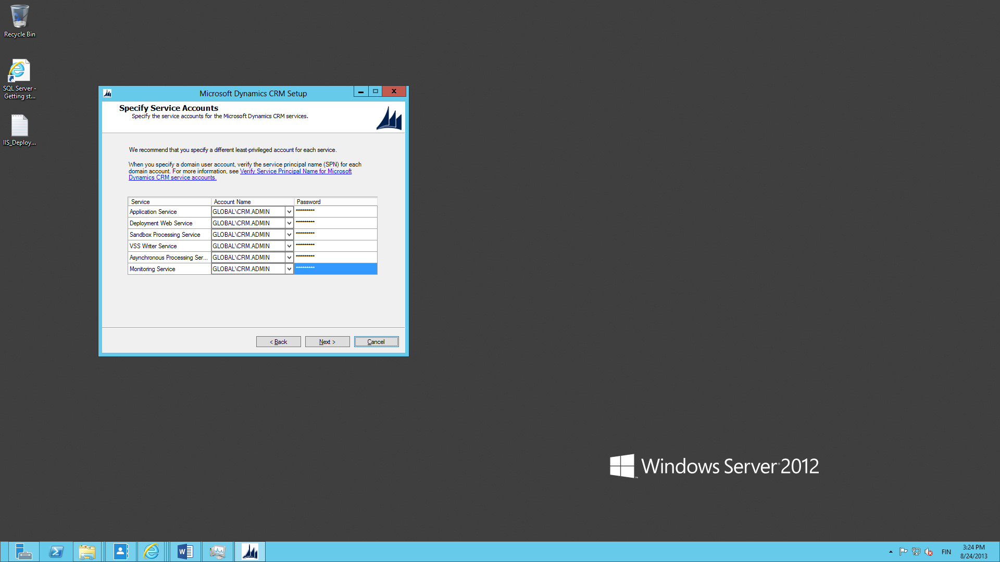 Recycle Bin
SQL Server -
Getting st...
IIS_Deploy...
Microsoft Dynamics CRM Setup
Specify Service Accounts
Specify the service accounts for the Microsoft Dynamics CRM services.
We recommend that you specify a different least-privileged account for each service.
When you specify a domain user account, verify the service principal name (SPN) for each
domain account. For more information, see Verify Service Principal Name for Microsoft
Dynamics CRM service accounts.
Service Account Name Password
Application Service GLOBAL\CRM.ADMIN *********
Deployment Web Service GLOBAL\CRM.ADMIN *********
Sandbox Processing Service GLOBAL\CRM.ADMIN *********
VSS Writer Service GLOBAL\CRM.ADMIN *********
Asynchronous Processing Ser... GLOBAL\CRM.ADMIN *********
Monitoring Service GLOBAL\CRM.ADMIN *********
< Back Next > Cancel
Windows Server 2012
FIN
3:24 PM
8/24/2013